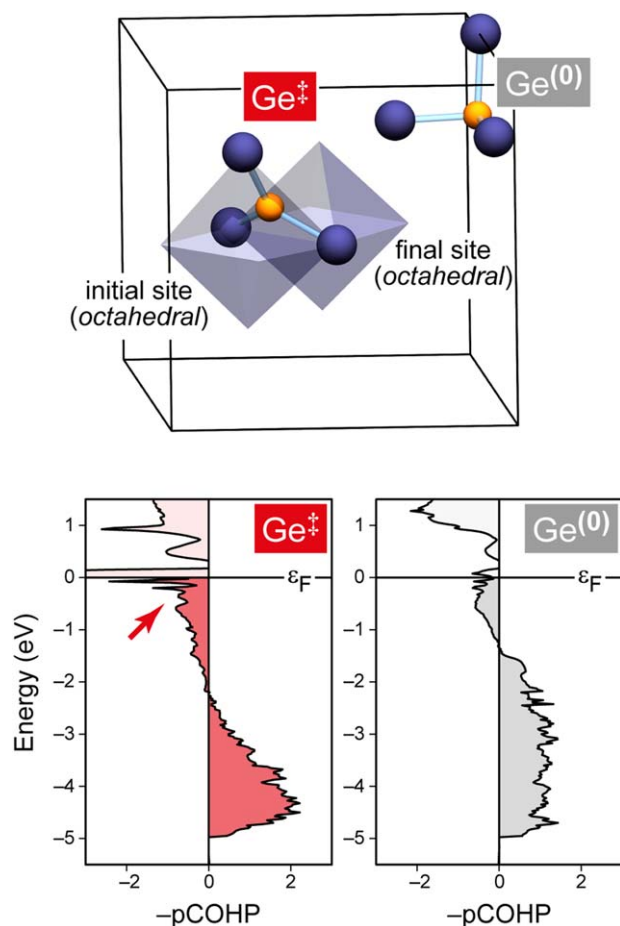 Ge‡
Ge(0)
initial site
(octahedral)
final site
(octahedral)
Ge‡
Ge(0)
1
0
–1
–2
–3
–4
–5
Energy (eV)
εF
εF
–2
0
2
–2
0
2
–pCOHP
–pCOHP